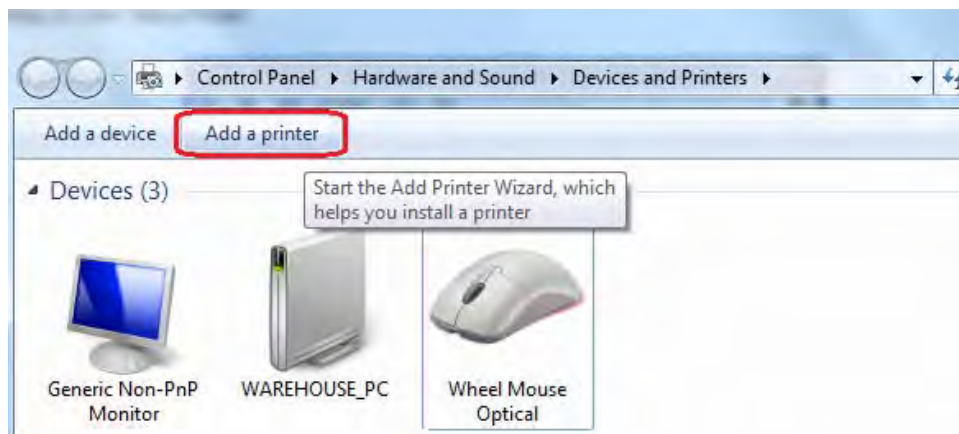 Control Panel Hardware and Sound Devices and Printers
Add a device Add a printer
Devices (3)
Start the Add Printer Wizard, which
helps you install a printer
Generic Non-PnP
Monitor
WAREHOUSE_PC
Wheel Mouse
Optical